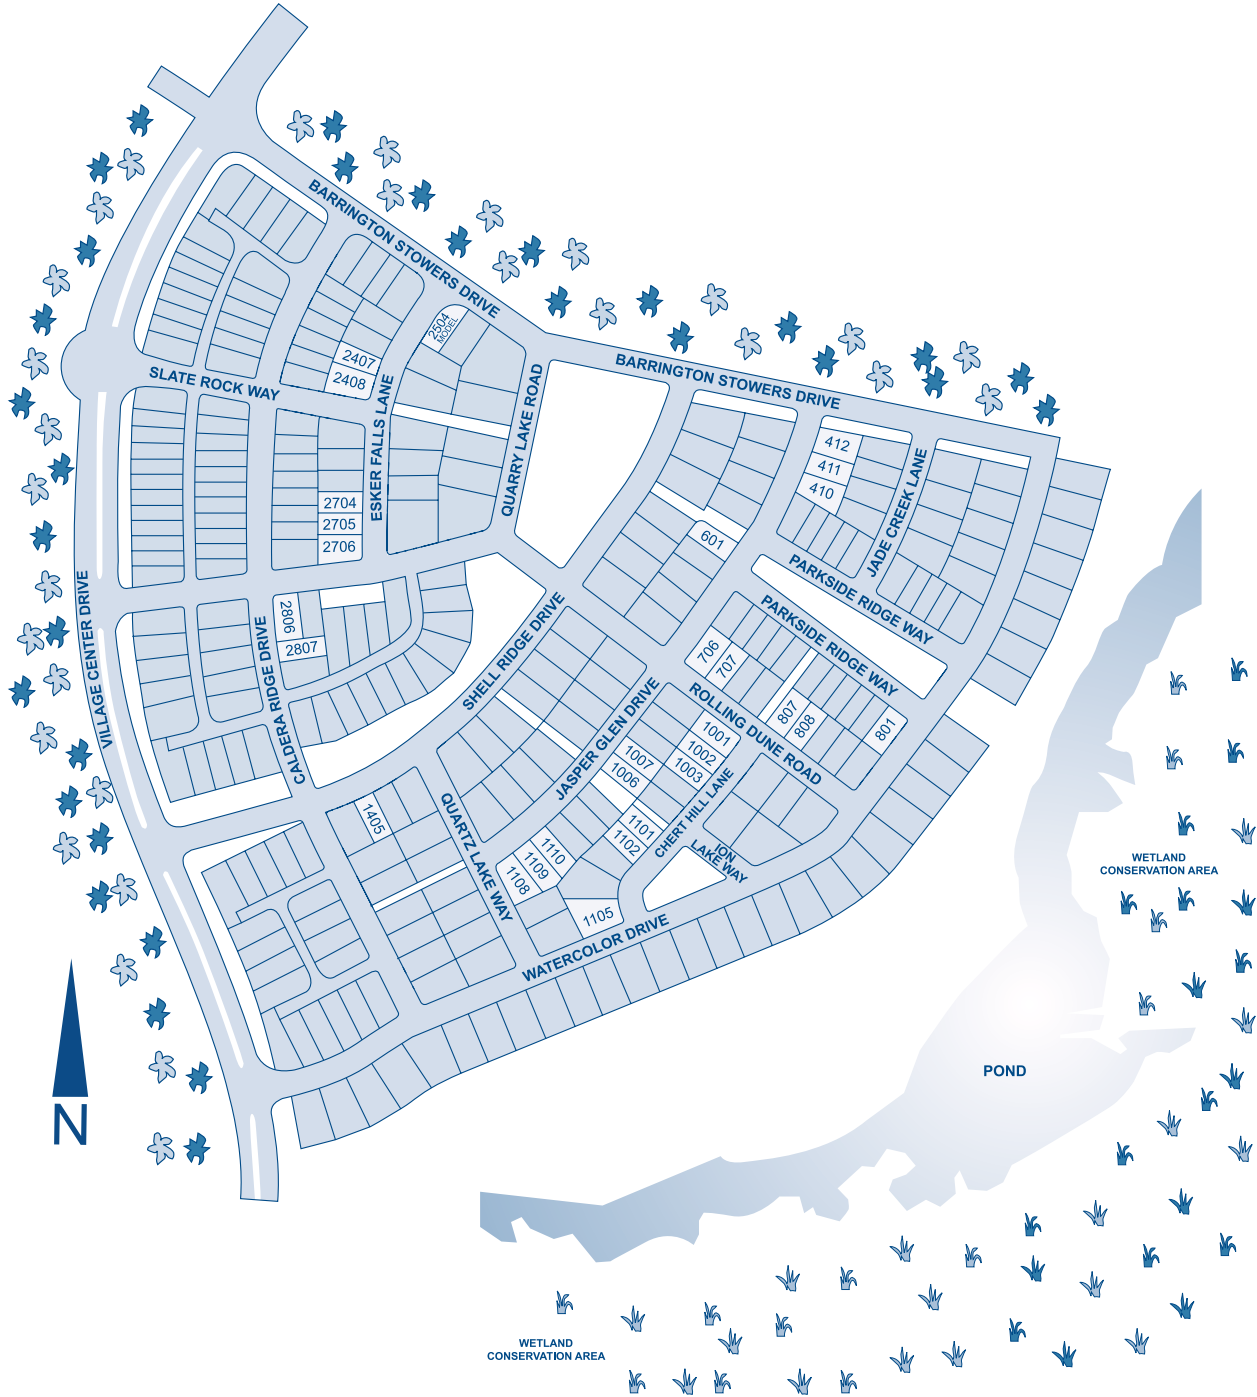 BARRINGTON STOWERS DRIVE
2504
MODEL
2407
2408
SLATE ROCK WAY
BARRINGTON STOWERS DRIVE
ESKER FALLS LANE
QUARRY LAKE ROAD
412
411
410
JADE CREEK LANE
2704
2705
2706
601
PARKSIDE RIDGE WAY
PARKSIDE RIDGE WAY
2806
2807
VILLAGE CENTER DRIVE
CALDERA RIDGE DRIVE
SHELL RIDGE DRIVE
706
707
ROLLING DUNE ROAD
807
808
801
JASPER GLEN DRIVE
1001
1002
1003
1007
1006
1405
QUARTZ LAKE WAY
1101
1102
CHERT HILL LANE
ION
LAKE WAY
1110
1109
1108
1105
WATERCOLOR DRIVE
WETLAND
CONSERVATION AREA
POND
N
WETLAND
CONSERVATION AREA